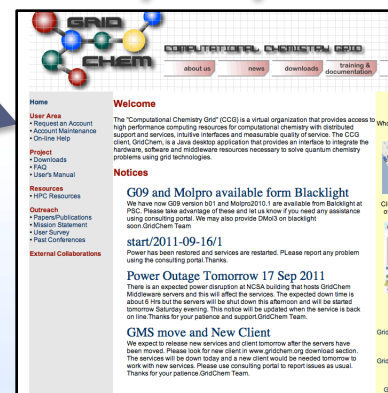 GRID
CHEM
COMPUTATIONAL CHEMISTRY GRID
about us
news
downloads
training &
documentation
Home
User Area
• Request an Account
• Account Maintenance
• On-line Help
Project
• Downloads
• FAQ
• User's Manual
Resources
• HPC Resources
Outreach
• Papers/Publications
• Mission Statement
• User Survey
• Past Conferences
External Collaborations
Welcome
The "Computational Chemistry Grid" (CCG) is a virtual organization that provides access to
high performance computing resources for computational chemistry with distributed
support and services, intuitive interfaces and measurable quality of service. The CCG
client, GridChem, is a Java desktop application that provides an interface to integrate the
hardware, software and middleware resources necessary to solve quantum chemistry
problems using grid technologies.
Notices
G09 and Molpro available form Blacklight
We have now G09 version b01 and Molpro2010.1 are available from Balcklight at
PSC. Please take advantage of these and let us know if you need any assistance
using consulting portal. We may also provide DMol3 on blacklight
soon.GridChem Team
start/2011-09-16/1
Power has been restored and services are restarted. PLease report any problem
using the consulting portal.Thanks.
Power Outage Tomorrow 17 Sep 2011
There is an expected power disruption at NCSA building that hosts GridChem
Middleware servers and this will affect the services. The expected down time is
about 6 Hrs but the servers will be shut down this afternoon and will be started
tomorrow Saturday evening. This notice will be updated when the service is back
on line.Thanks for your patience and support.GridChem Team.
GMS move and New Client
We expect to release new services and client tomorrow after the servers have
been moved. Please look for new client in www.gridchem.org download section.
The services will be down today and a new client would be needed tomorrow to
work with new services. Please use consulting portal to report issues as usual.
Thanks for your patience.GridChem Team.